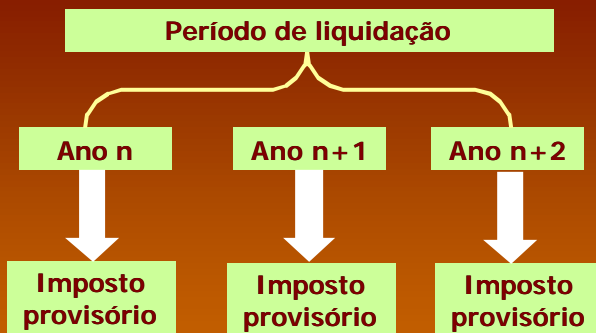 Período de liquidação
Ano n
Ano n+1
Ano n+2
Imposto
provisório
Imposto
provisório
Imposto
provisório